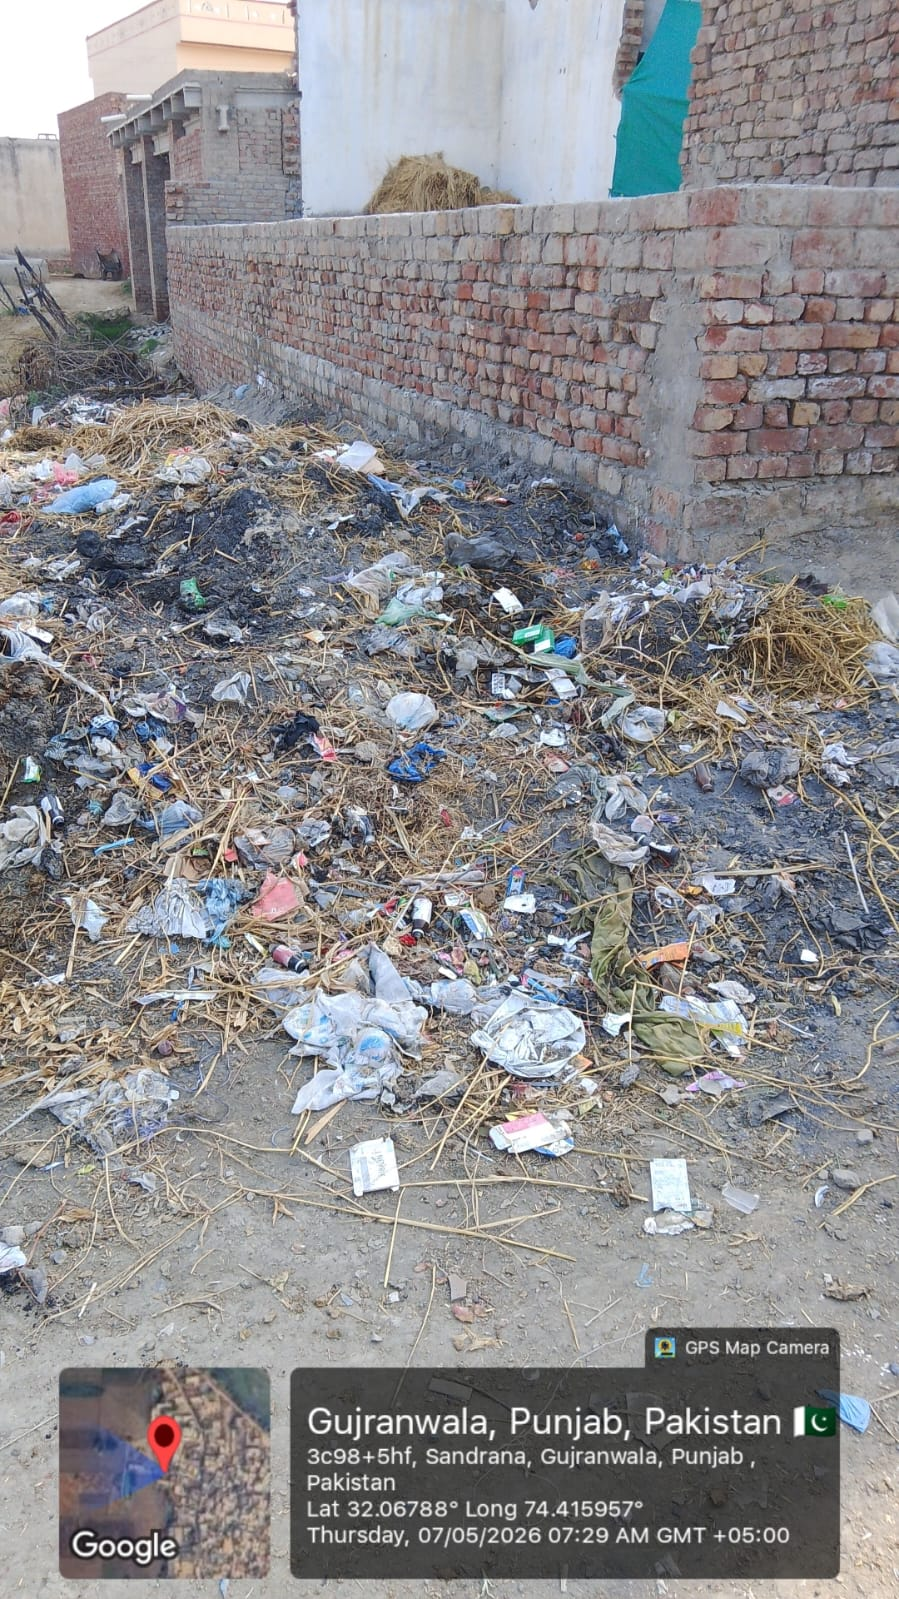 GPS Map Camera
Gujranwala, Punjab, Pakistan 🇵🇰
3c98+5hf, Sandrana, Gujranwala, Punjab ,
Pakistan
Lat 32.06788° Long 74.415957°
Thursday, 07/05/2026 07:29 AM GMT +05:00
Google